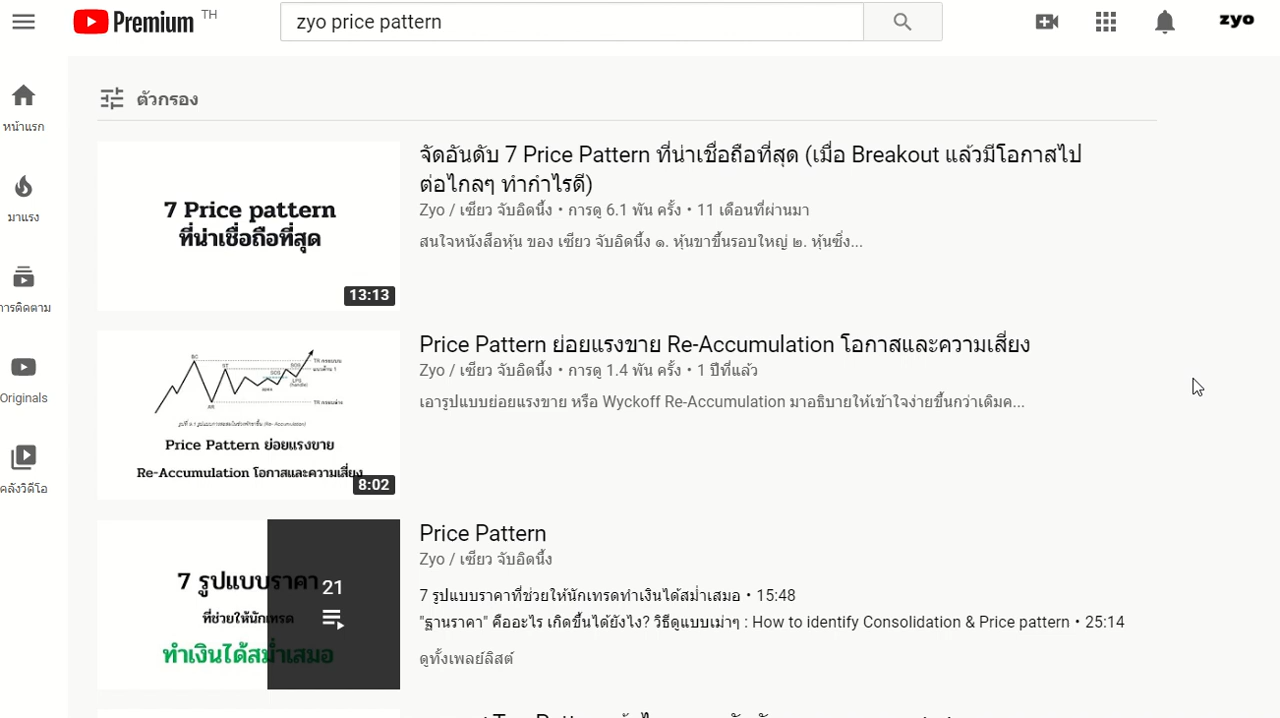 Premium TH
zyo price pattern
zyo
ตัวกรอง
หน้าแรก
มาแรง
การติดตาม
Originals
คลังวิดีโอ
7 Price pattern
ที่น่าเชื่อถือที่สุด
13:13
จัดอันดับ 7 Price Pattern ที่น่าเชื่อถือที่สุด (เมื่อ Breakout แล้วมีโอกาสไป
ต่อไกลๆ ทำกำไรดี)
Zyo / เซียว จับอิดนึ้ง • การดู 6.1 พัน ครั้ง • 11 เดือนที่ผ่านมา
สนใจหนังสือหุ้น ของ เซียว จับอิดนึ้ง ๑. หุ้นขาขึ้นรอบใหญ่ ๒. หุ้นซิ่ง...
BC
ST
AR
SOS
SOS
LPS
Price Pattern ย่อยแรงขาย
Re-Accumulation โอกาสและความเสี่ยง
8:02
Price Pattern ย่อยแรงขาย Re-Accumulation โอกาสและความเสี่ยง
Zyo / เซียว จับอิดนึ้ง • การดู 1.4 พัน ครั้ง • 1 ปีที่แล้ว
เอารูปแบบย่อยแรงขาย หรือ Wyckoff Re-Accumulation มาอธิบายให้เข้าใจง่ายขึ้นกว่าเดิมค...
7 รูปแบบราคา
ที่ช่วยให้นักเทรด
ทำเงินได้สม่ำเสมอ
21
Price Pattern
Zyo / เซียว จับอิดนึ้ง
7 รูปแบบราคาที่ช่วยให้นักเทรดทำเงินได้สม่ำเสมอ • 15:48
"ฐานราคา" คืออะไร เกิดขึ้นได้ยังไง? วิธีดูแบบเม่าๆ : How to identify Consolidation & Price pattern • 25:14
ดูทั้งเพลย์ลิสต์